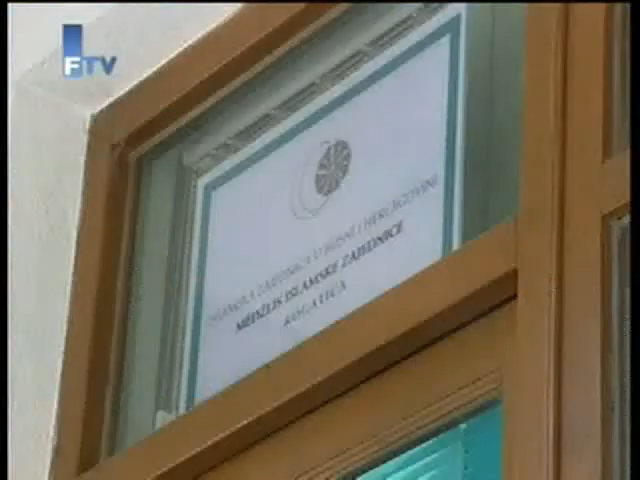 FTV
ISLAMSKA ZAJEDNICA U BOSNI I HERCEGOVINI
MEDŽLIS ISLAMSKE ZAJEDNICE
ROGATICA